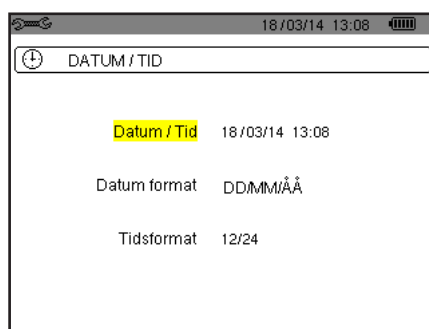 18/03/14 13:08
DATUM / TID
Datum / Tid 18/03/14 13:08
Datum format DD/MM/ÅÅ
Tidsformat 12/24